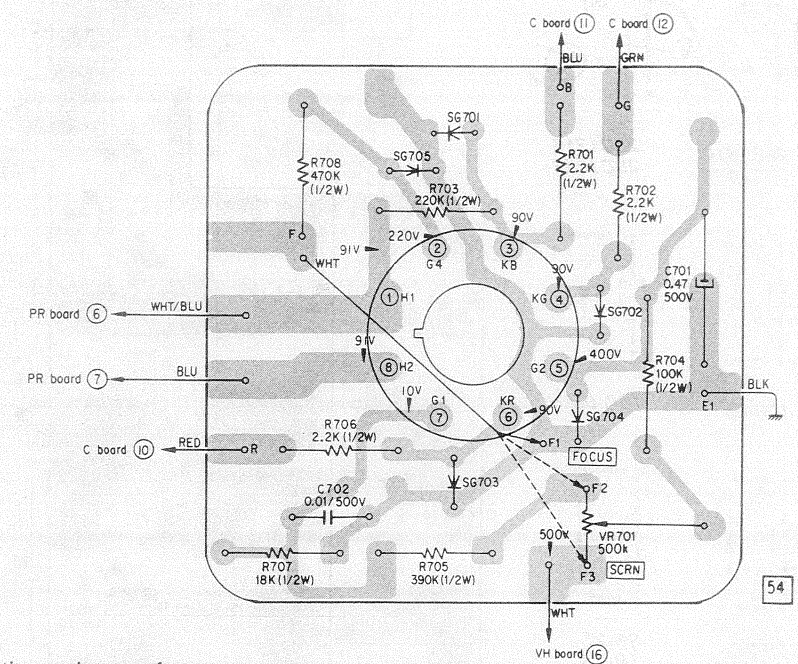 C board 11
C board 12
BLU
GRN
B
G
SG701
SG705
R708
470K
(1/2W)
R703
220K(1/2W)
R701
2.2K
(1/2W)
R702
2.2K
(1/2W)
F
WHT
91V
220V
2
G4
90V
3
KB
90V
KG 4
C701
0.47
500V
1 H1
PR board 6
WHT/BLU
SG702
91V
8 H2
G2 5
400V
PR board 7
BLU
R704
100K
(1/2W)
BLK
E1
10V
G1
7
KR
6
90V
SG704
C board 10
RED
R
R706
2.2K(1/2W)
F1
FOCUS
C702
0.01/500V
SG703
F2
VR701
500k
500V
R707
18K(1/2W)
R705
390K(1/2W)
F3
SCRN
54
WHT
VH board 16